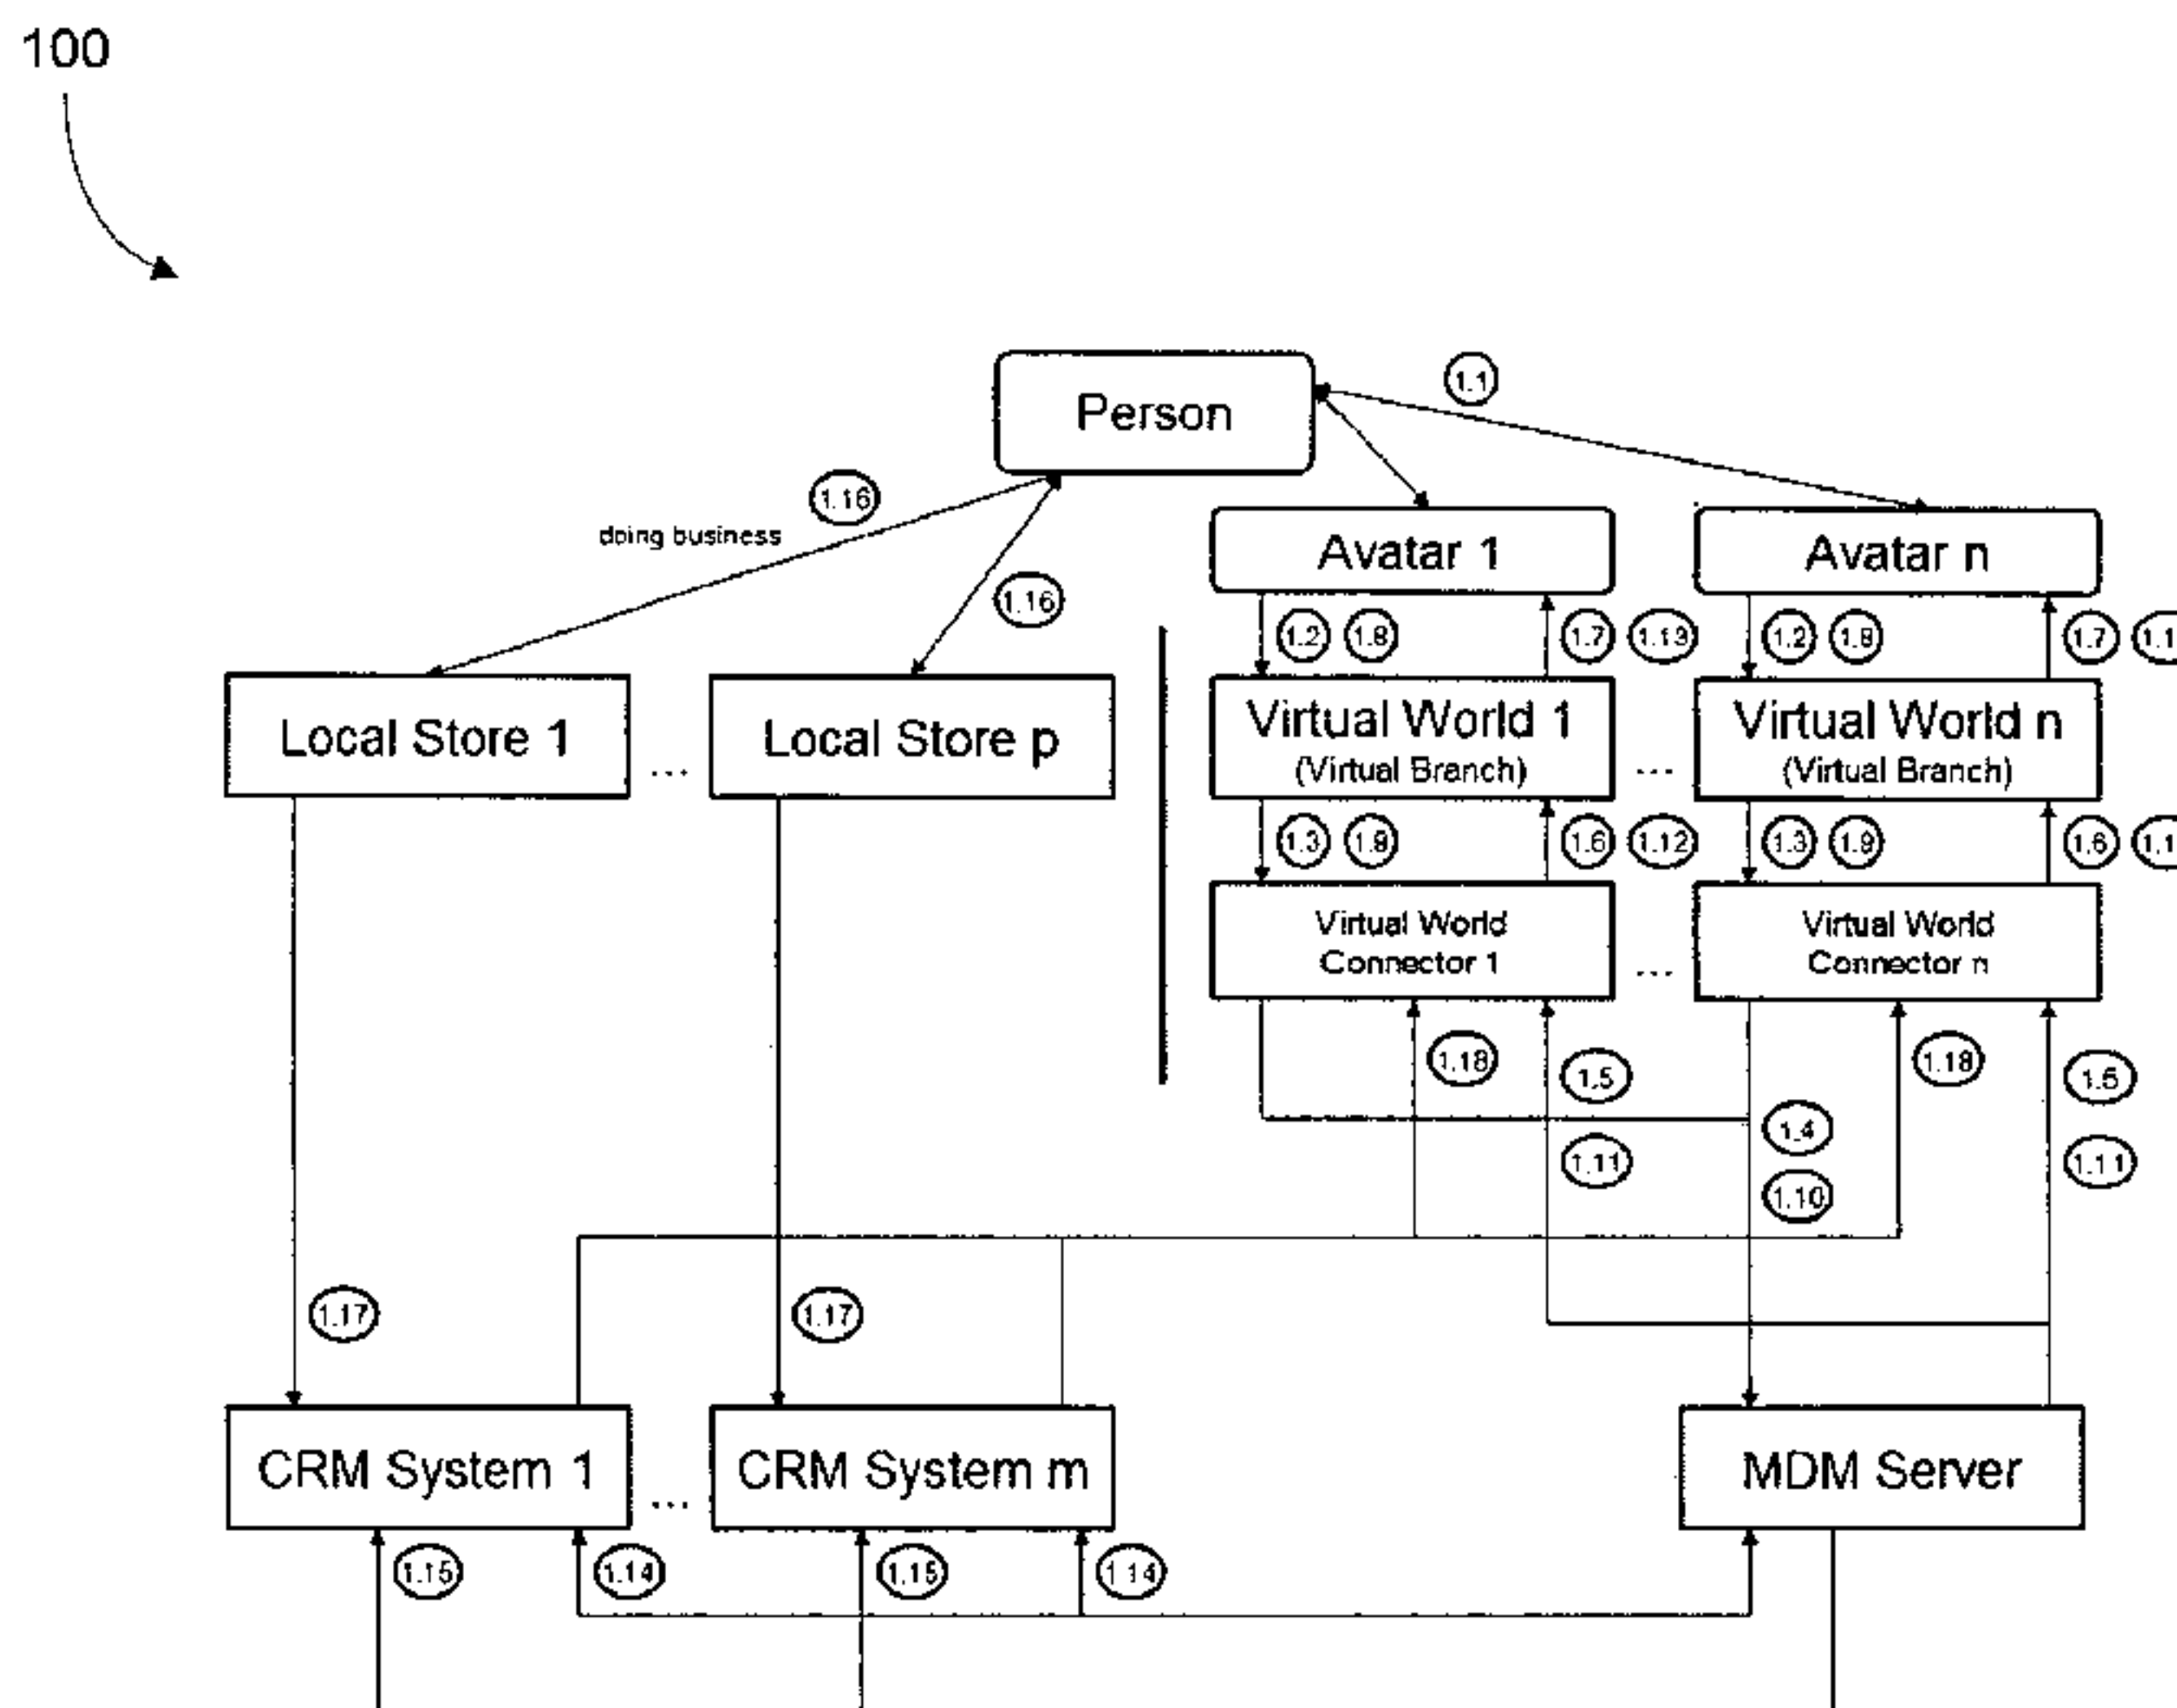 100
Person
1.1
1.16
doing business
1.16
Avatar 1
Avatar n
1.2 1.8 1.7 1.13 1.2 1.8 1.7
Local Store 1
...
Local Store p
Virtual World 1
(Virtual Branch)
...
Virtual World n
(Virtual Branch)
1.3 1.9 1.6 1.12 1.3 1.9 1.6
Virtual World
Connector 1
...
Virtual World
Connector n
1.18 1.5 1.18 1.5
1.4
1.11 1.11
1.10
1.17 1.17
CRM System 1
...
CRM System m
MDM Server
1.15 1.14 1.15 1.14